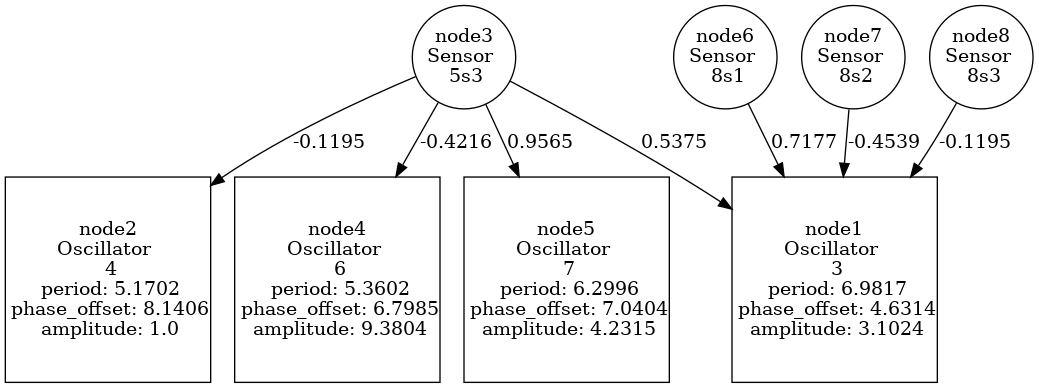 node3
Sensor
5s3
node6
Sensor
8s1
node7
Sensor
8s2
node8
Sensor
8s3
-0.1195
-0.4216
0.9565
0.5375
0.7177
-0.4539
-0.1195
node2
Oscillator
4
period: 5.1702
phase_offset: 8.1406
amplitude: 1.0
node4
Oscillator
6
period: 5.3602
phase_offset: 6.7985
amplitude: 9.3804
node5
Oscillator
7
period: 6.2996
phase_offset: 7.0404
amplitude: 4.2315
node1
Oscillator
3
period: 6.9817
phase_offset: 4.6314
amplitude: 3.1024